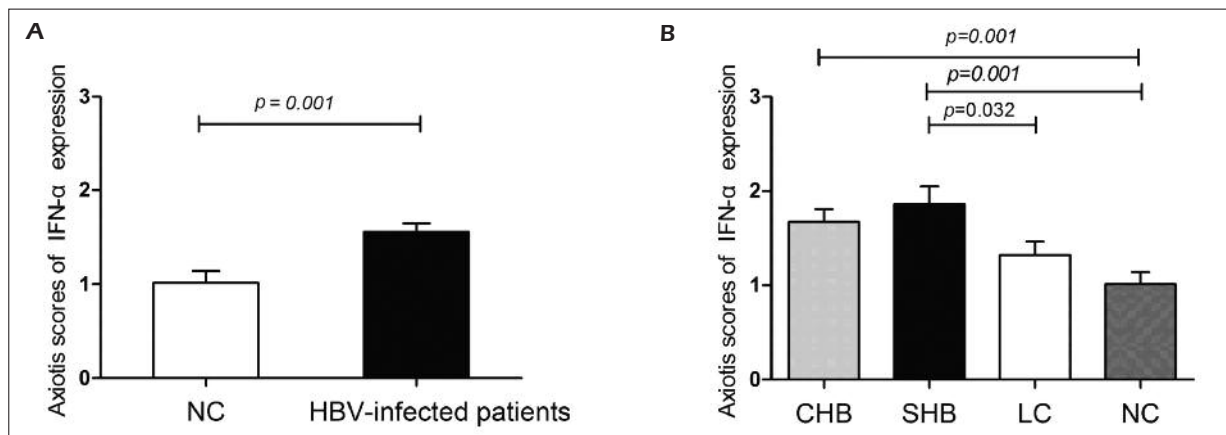 A
Axiotis scores of IFN-α expression
3
2
1
0
p = 0.001
NC
HBV-infected patients
B
Axiotis scores of IFN-α expression
3
2
1
0
p=0.001
p=0.001
p=0.032
CHB
SHB
LC
NC